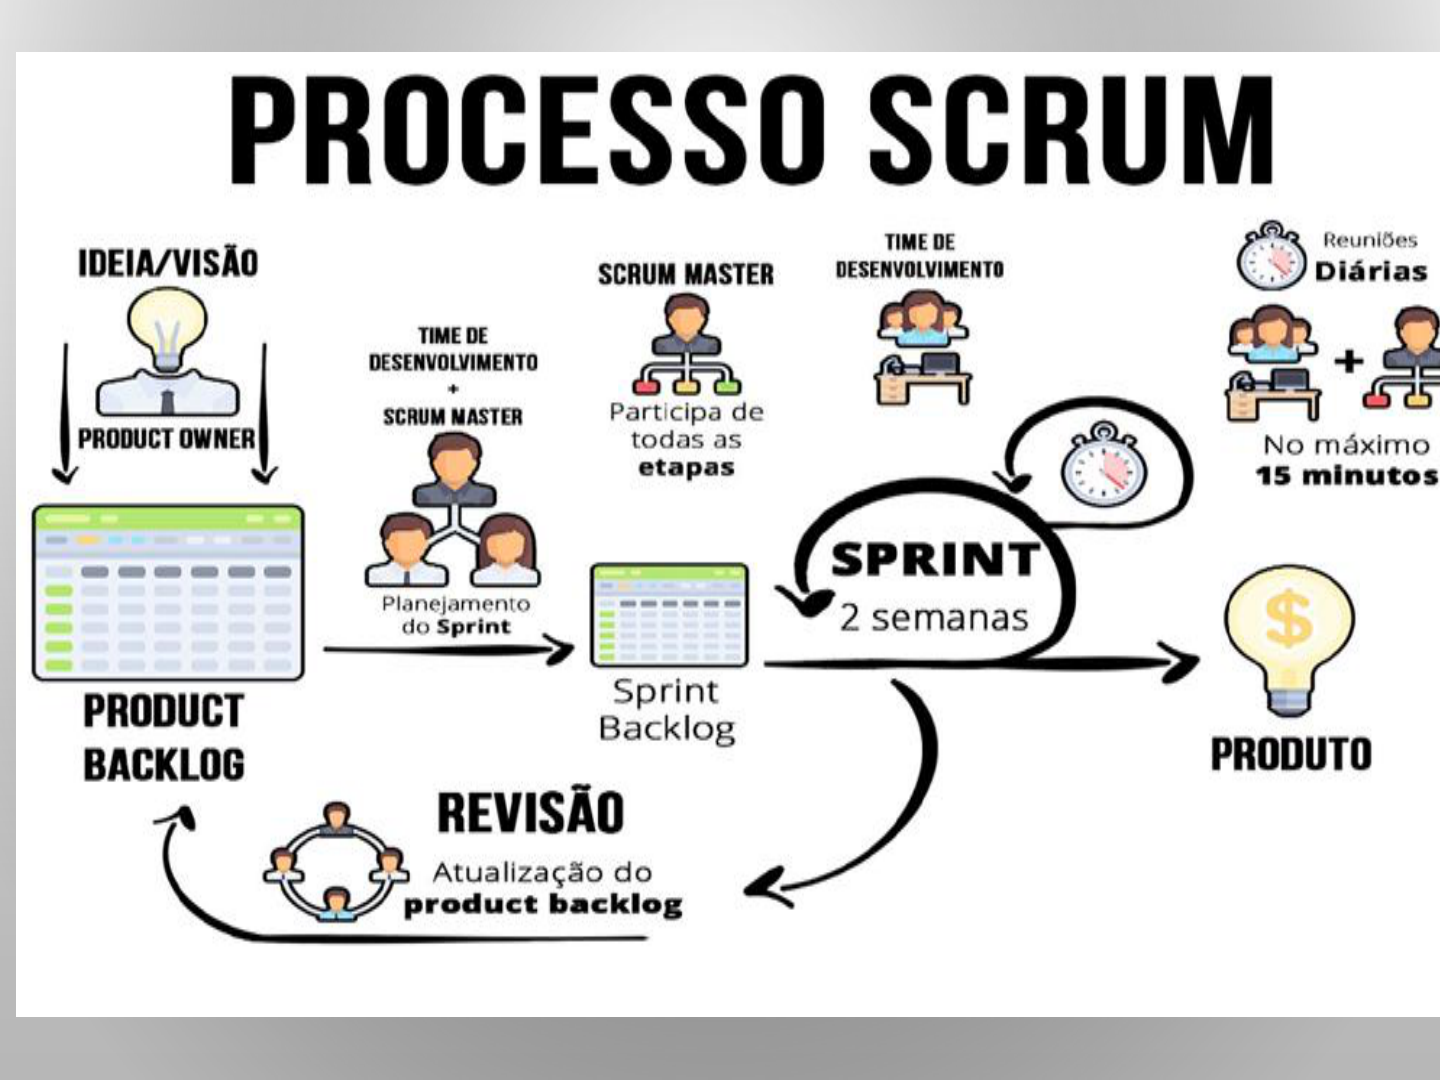 PROCESSO SCRUM
IDEIA/VISÃO
PRODUCT OWNER
PRODUCT
BACKLOG
TIME DE
DESENVOLVIMENTO
+
SCRUM MASTER
Planejamento
do Sprint
SCRUM MASTER
Participa de
todas as
etapas
Sprint
Backlog
TIME DE
DESENVOLVIMENTO
SPRINT
2 semanas
Reuniões
Diárias
+
No máximo
15 minutos
$
PRODUTO
REVISÃO
Atualização do
product backlog